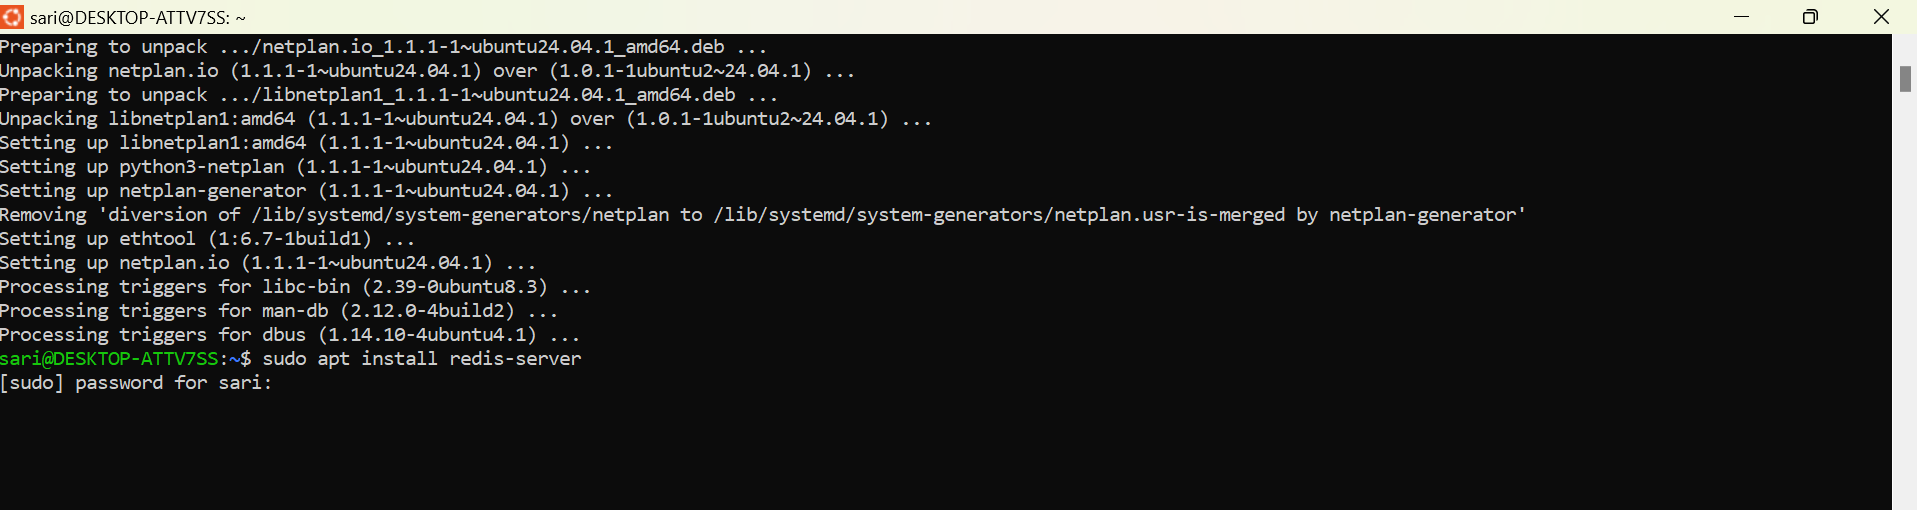 sari@DESKTOP-ATTV7SS: ~
Preparing to unpack .../netplan.io_1.1.1-1~ubuntu24.04.1_amd64.deb ...
Unpacking netplan.io (1.1.1-1~ubuntu24.04.1) over (1.0.1-1ubuntu2~24.04.1) ...
Preparing to unpack .../libnetplan1_1.1.1-1~ubuntu24.04.1_amd64.deb ...
Unpacking libnetplan1:amd64 (1.1.1-1~ubuntu24.04.1) over (1.0.1-1ubuntu2~24.04.1) ...
Setting up libnetplan1:amd64 (1.1.1-1~ubuntu24.04.1) ...
Setting up python3-netplan (1.1.1-1~ubuntu24.04.1) ...
Setting up netplan-generator (1.1.1-1~ubuntu24.04.1) ...
Removing 'diversion of /lib/systemd/system-generators/netplan to /lib/systemd/system-generators/netplan.usr-is-merged by netplan-generator'
Setting up ethtool (1:6.7-1build1) ...
Setting up netplan.io (1.1.1-1~ubuntu24.04.1) ...
Processing triggers for libc-bin (2.39-0ubuntu8.3) ...
Processing triggers for man-db (2.12.0-4build2) ...
Processing triggers for dbus (1.14.10-4ubuntu4.1) ...
sari@DESKTOP-ATTV7SS:~$ sudo apt install redis-server
[sudo] password for sari: